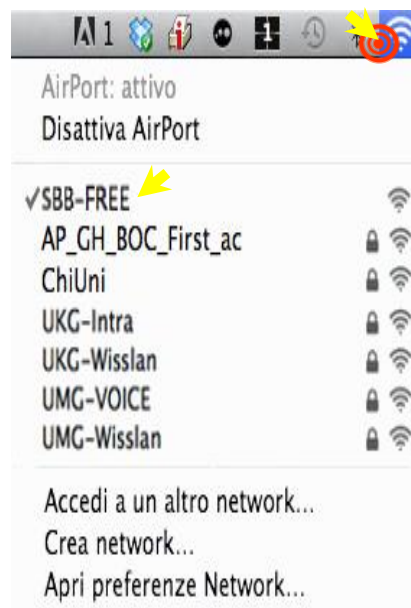 1
AirPort: attivo
Disattiva AirPort
✓SBB-FREE
AP_GH_BOC_First_ac
ChiUni
UKG-Intra
UKG-Wisslan
UMG-VOICE
UMG-Wisslan
Accedi a un altro network...
Crea network...
Apri preferenze Network...